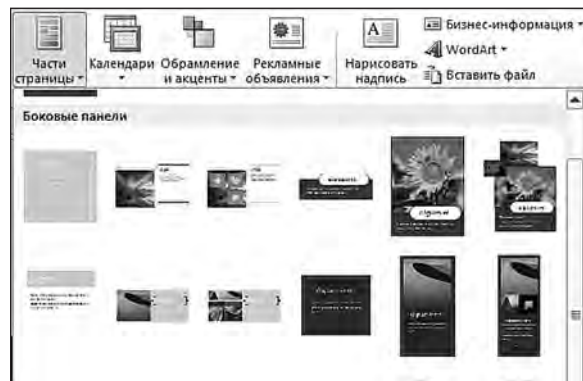 Части страницы
Календари
Обрамление и акценты
Рекламные объявления
Нарисовать надпись
Бизнес-информация
WordArt
Вставить файл
Боковые панели